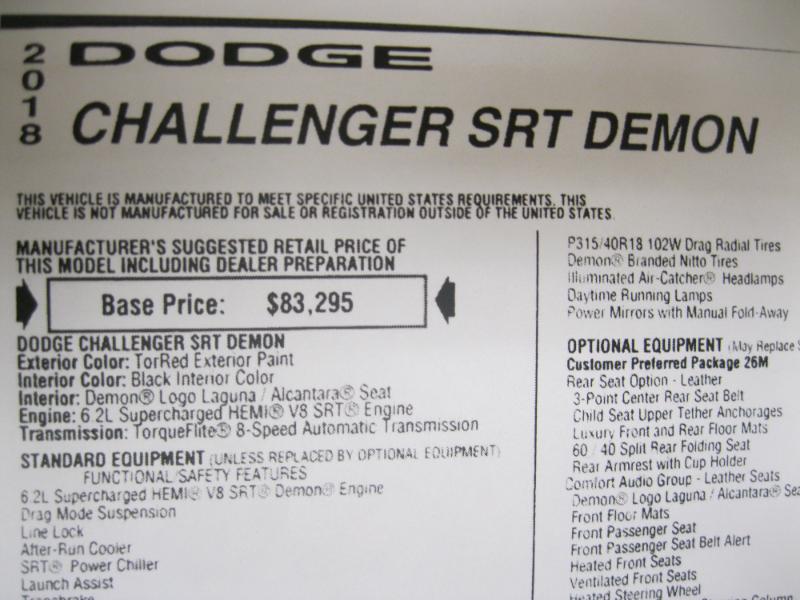 2018
DODGE
CHALLENGER SRT DEMON
THIS VEHICLE IS MANUFACTURED TO MEET SPECIFIC UNITED STATES REQUIREMENTS. THIS
VEHICLE IS NOT MANUFACTURED FOR SALE OR REGISTRATION OUTSIDE OF THE UNITED STATES.
MANUFACTURER'S SUGGESTED RETAIL PRICE OF
THIS MODEL INCLUDING DEALER PREPARATION
Base Price: $83,295
DODGE CHALLENGER SRT DEMON
Exterior Color: TorRed Exterior Paint
Interior Color: Black Interior Color
Interior: Demon® Logo Laguna / Alcantara® Seat
Engine: 6.2L Supercharged HEMI® V8 SRT® Engine
Transmission: TorqueFlite® 8-Speed Automatic Transmission
STANDARD EQUIPMENT (UNLESS REPLACED BY OPTIONAL EQUIPMENT)
FUNCTIONAL/SAFETY FEATURES
6.2L Supercharged HEMI® V8 SRT® Demon® Engine
Drag Mode Suspension
Line Lock
After-Run Cooler
SRT® Power Chiller
Launch Assist
Transbrake
P315/40R18 102W Drag Radial Tires
Demon® Branded Nitto Tires
Illuminated Air-Catcher® Headlamps
Daytime Running Lamps
Power Mirrors with Manual Fold-Away
OPTIONAL EQUIPMENT (May Replace
Customer Preferred Package 26M
Rear Seat Option - Leather
3-Point Center Rear Seat Belt
Child Seat Upper Tether Anchorages
Luxury Front and Rear Floor Mats
60 / 40 Split Rear Folding Seat
Rear Armrest with Cup Holder
Comfort Audio Group - Leather Seats
Demon® Logo Laguna / Alcantara® Sea
Front Floor Mats
Front Passenger Seat
Front Passenger Seat Belt Alert
Heated Front Seats
Ventilated Front Seats
Heated Steering Wheel
Column